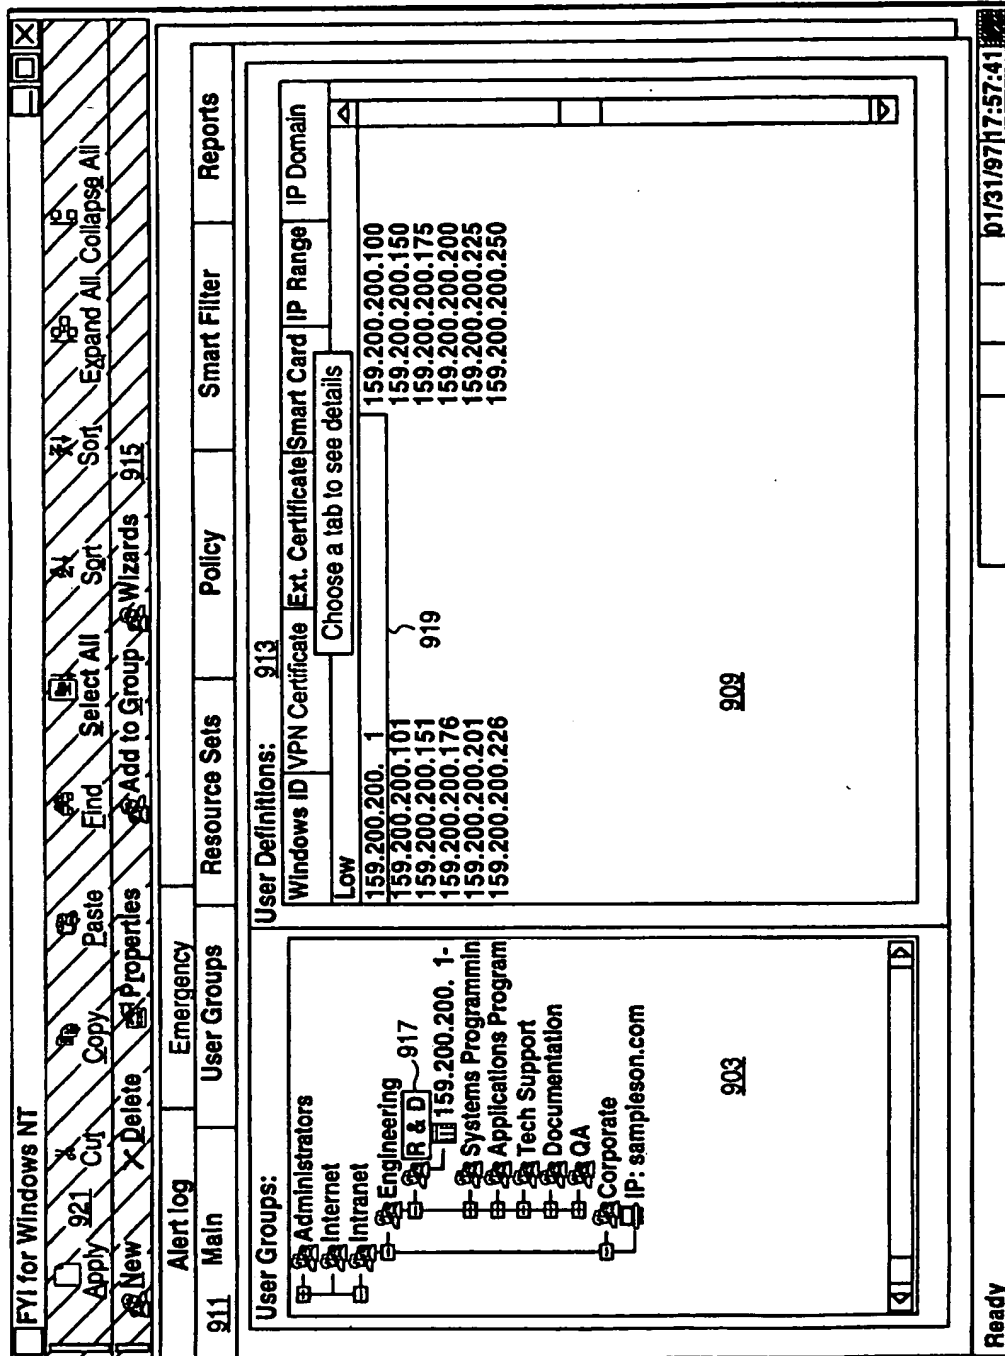 FYI for Windows NT
Apply 921 Cut Copy Paste Find Select All Sort Sort Expand All Collapse All
New Delete Properties Add to Group Wizards 915
Alert log Emergency
911 Main User Groups Resource Sets Policy Smart Filter Reports
User Groups:
Administrators
Internet
Intranet
Engineering
R & D 917
159.200.200. 1-
Systems Programmin
Applications Program
Tech Support
Documentation
QA
Corporate
IP: sampleson.com
903
User Definitions: 913
Windows ID VPN Certificate Ext. Certificate Smart Card IP Range IP Domain
Low Choose a tab to see details
159.200.200. 1 159.200.200.100
159.200.200.101 159.200.200.150
159.200.200.151 159.200.200.175
159.200.200.176 159.200.200.200
159.200.200.201 159.200.200.225
159.200.200.226 159.200.200.250
919
909
Ready 01/31/97 17:57:41